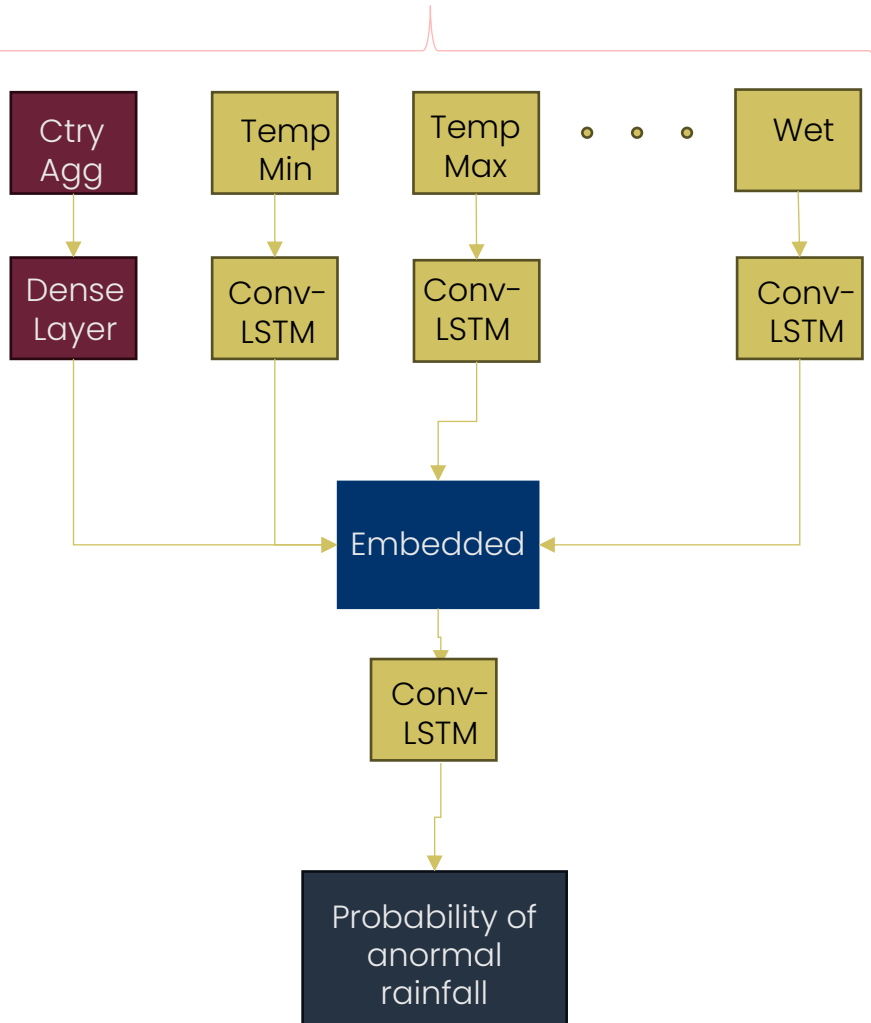 Ctry
Agg
Temp
Min
Temp
Max
Wet
Dense
Layer
Conv-
LSTM
Conv-
LSTM
Conv-
LSTM
Embedded
Conv-
LSTM
Probability of
anormal
rainfall